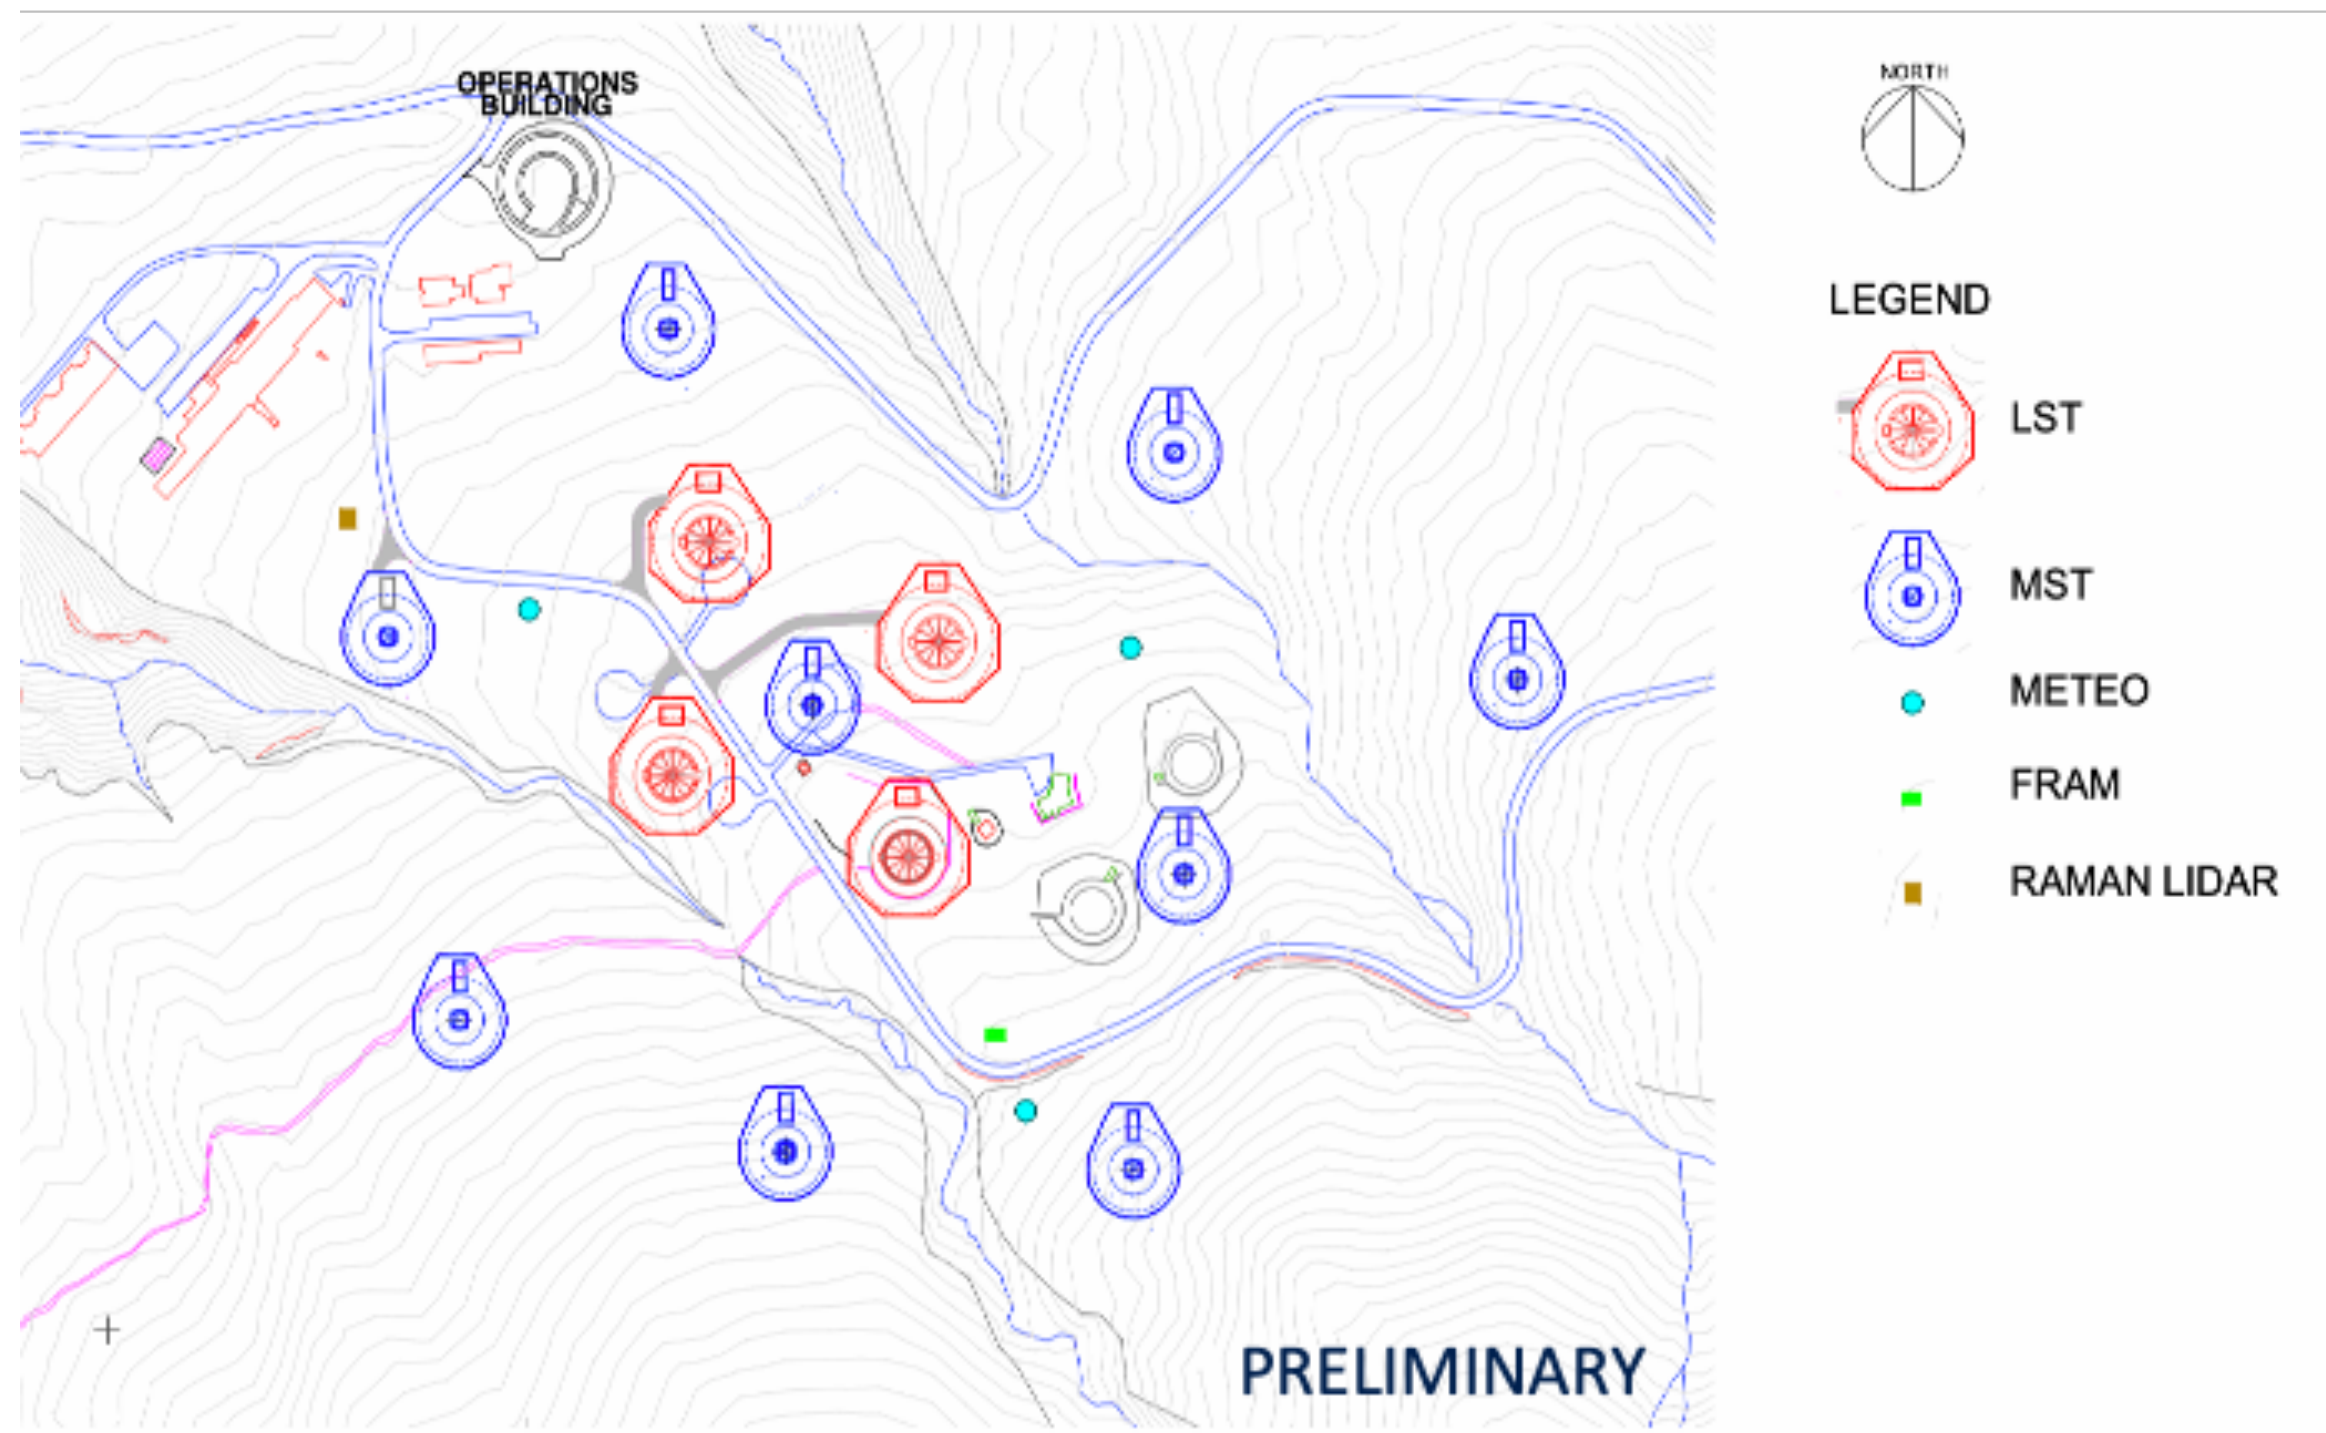 OPERATIONS
BUILDING
NORTH
LEGEND
LST
MST
METEO
FRAM
RAMAN LIDAR
PRELIMINARY